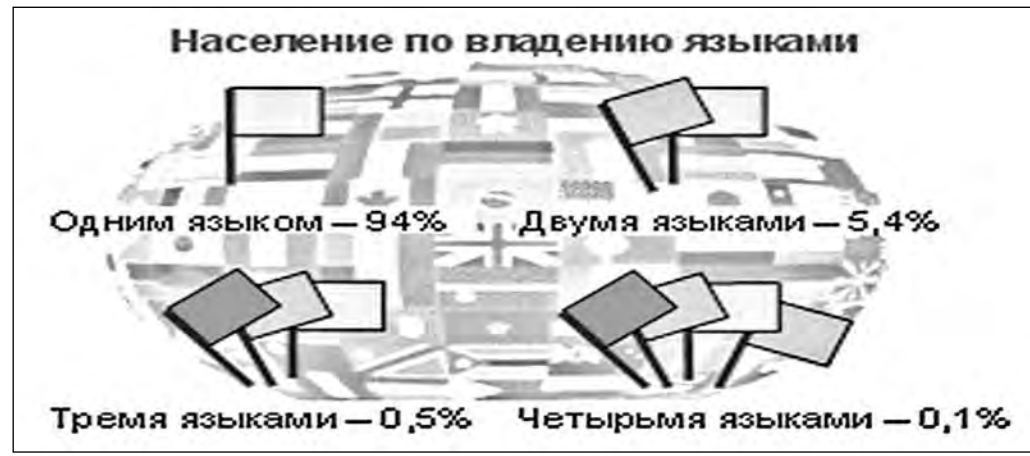 Население по владению языками
Одним языком – 94%
Двумя языками – 5,4%
Тремя языками – 0,5%
Четырьмя языками – 0,1%